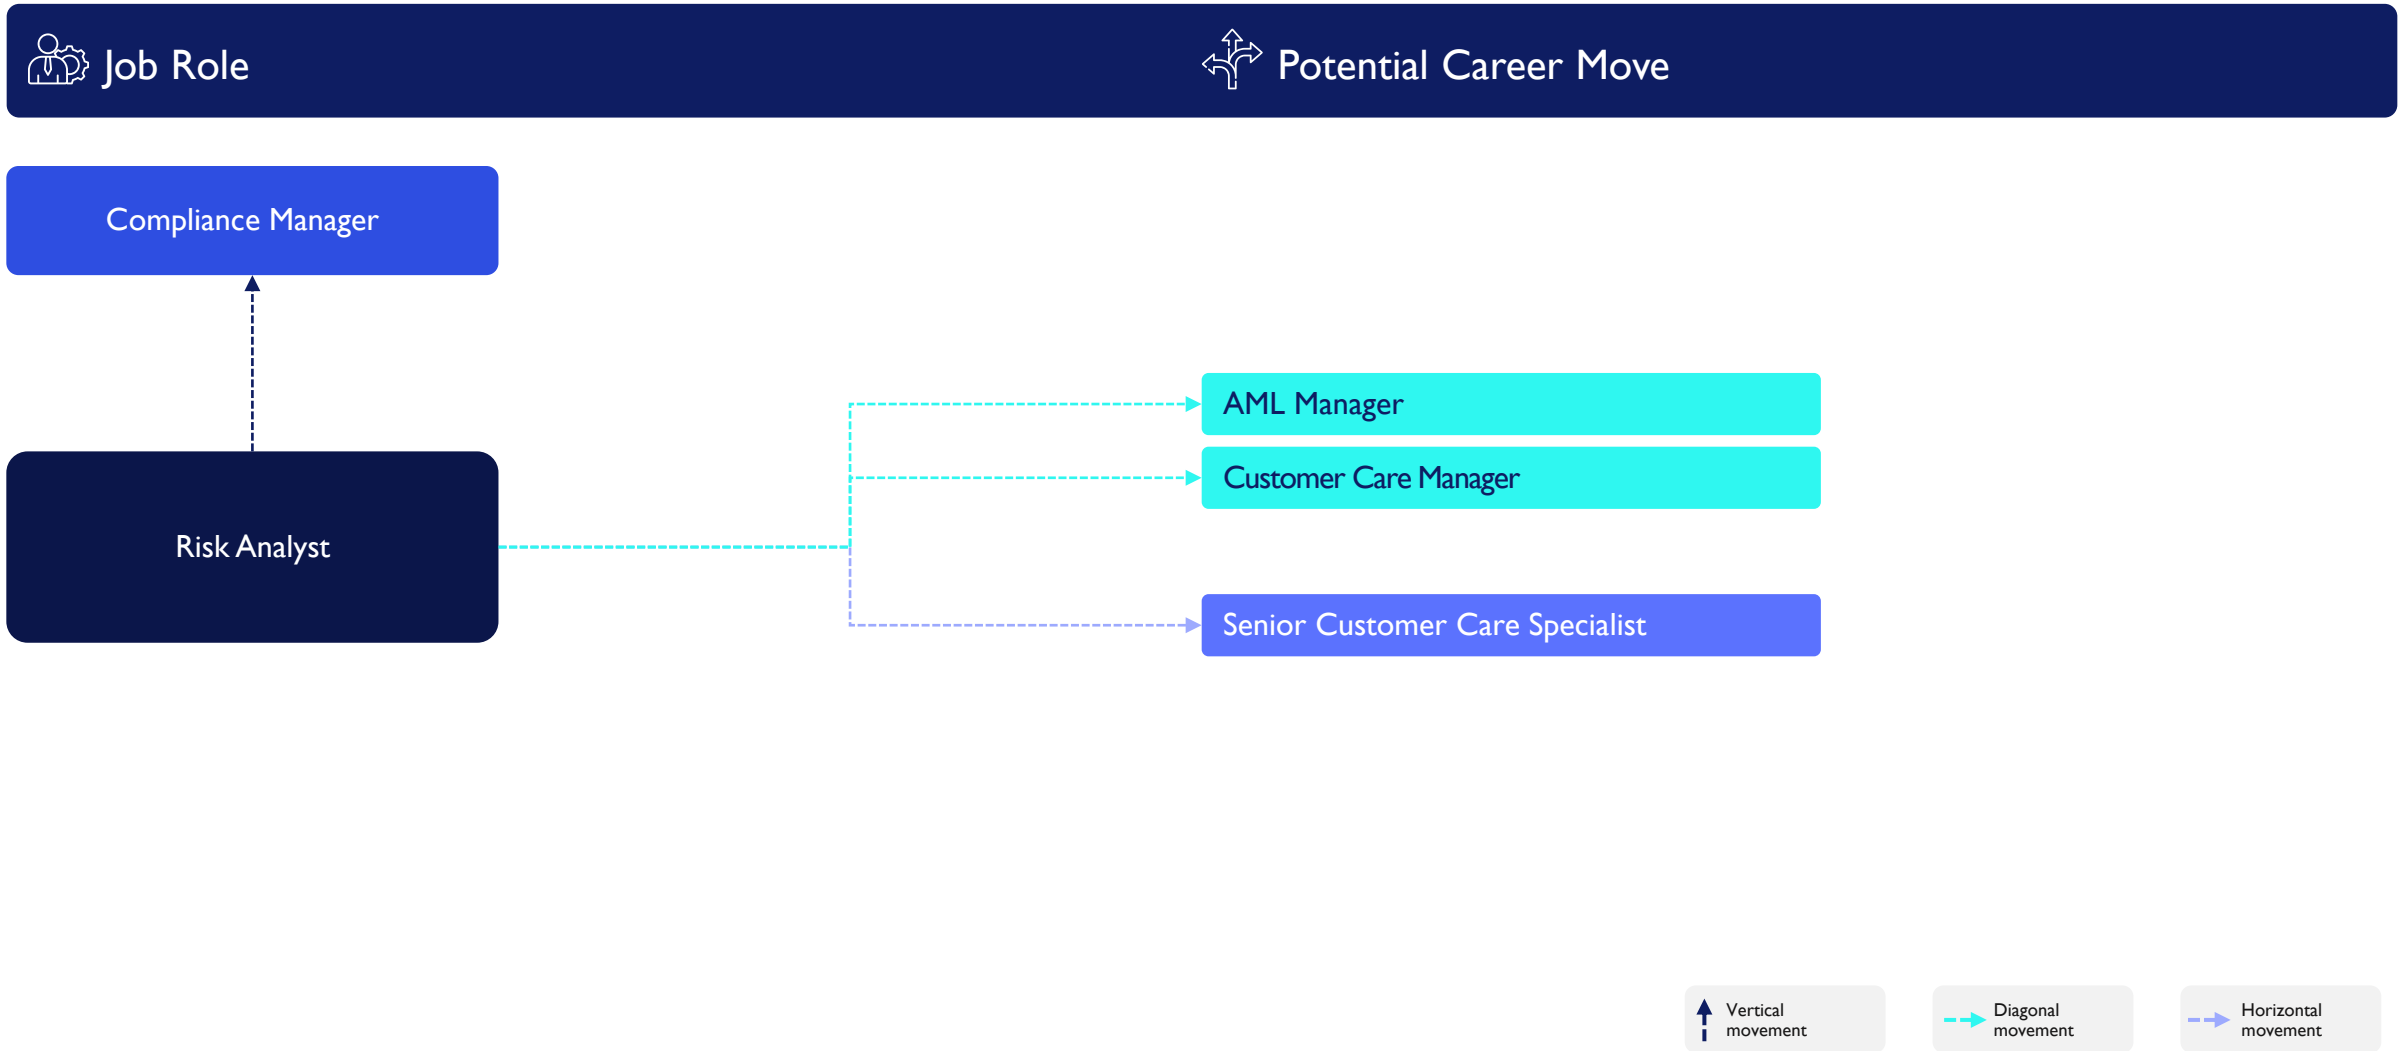 Job Role
Potential Career Move
Compliance Manager
AML Manager
Customer Care Manager
Risk Analyst
Senior Customer Care Specialist
Vertical
movement
Diagonal
movement
Horizontal
movement